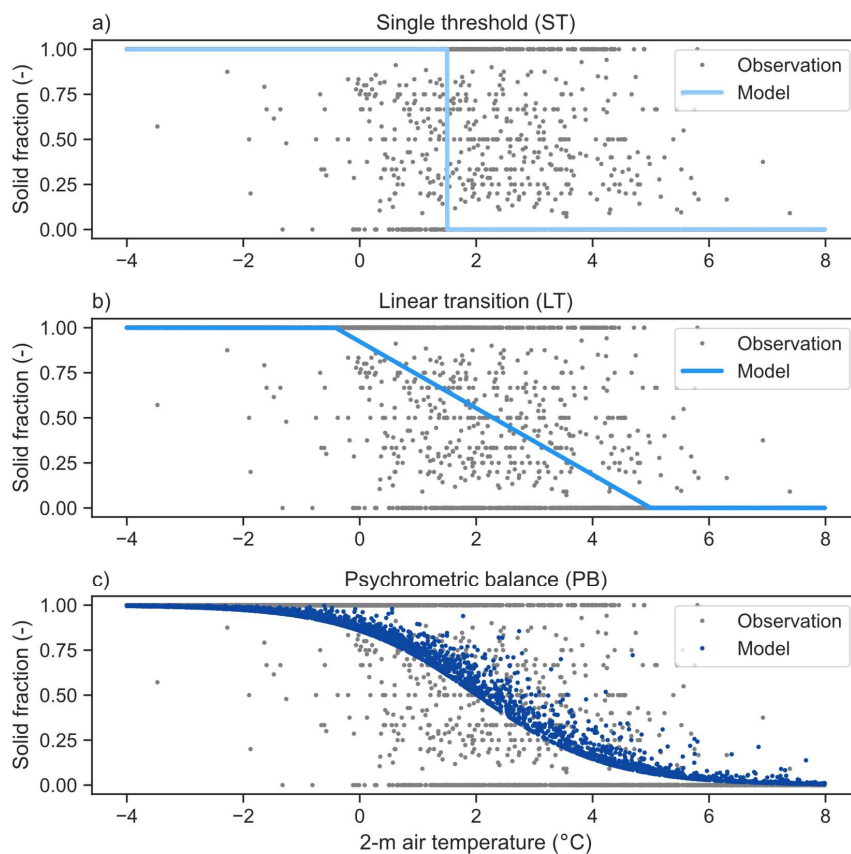 a) Single threshold (ST)
Solid fraction (-)
1.00
0.75
0.50
0.25
0.00
Observation
Model
−4 −2 0 2 4 6 8
b) Linear transition (LT)
Solid fraction (-)
1.00
0.75
0.50
0.25
0.00
Observation
Model
−4 −2 0 2 4 6 8
c) Psychrometric balance (PB)
Solid fraction (-)
1.00
0.75
0.50
0.25
0.00
Observation
Model
−4 −2 0 2 4 6 8
2-m air temperature (°C)